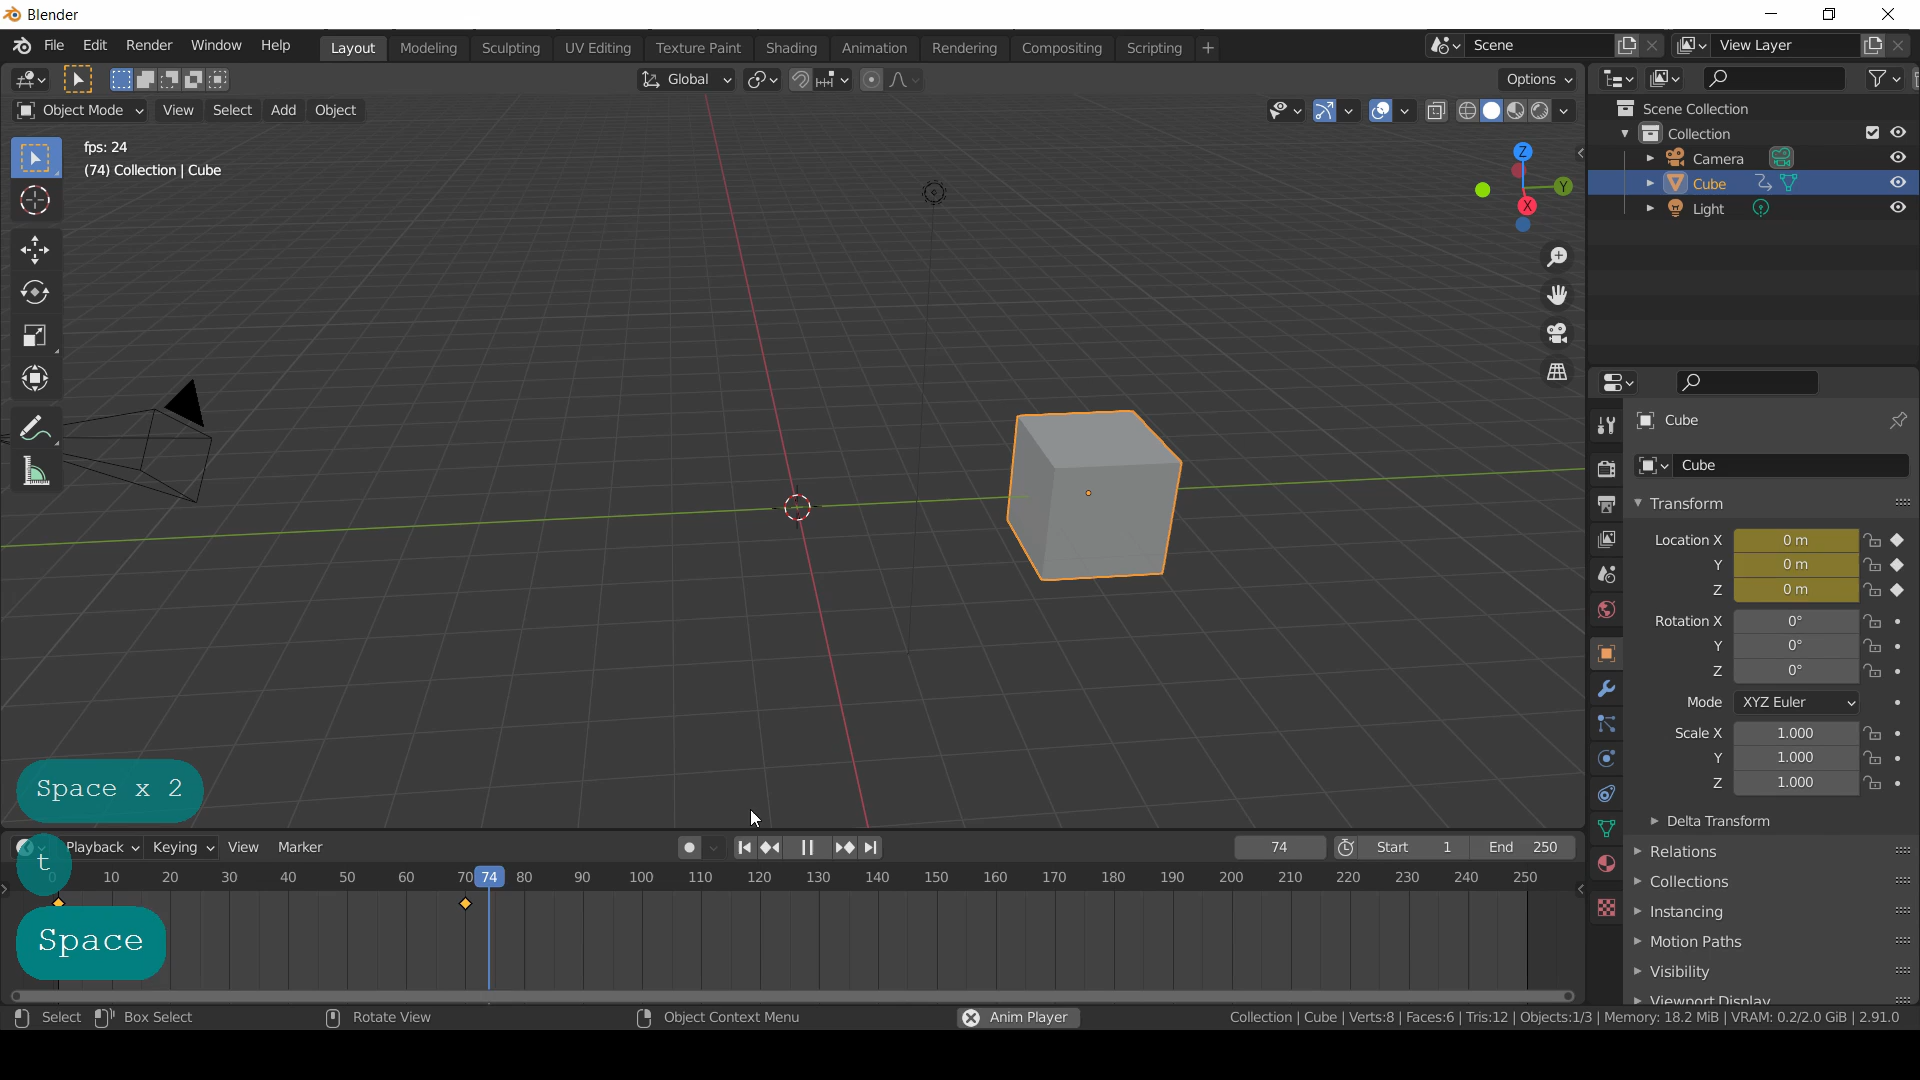 Blender
File Edit Render Window Help Layout Modeling Sculpting UV Editing Texture Paint Shading Animation Rendering Compositing Scripting + Scene View Layer
Global Options
Object Mode View Select Add Object
fps: 24
(74) Collection | Cube
Z
Y
X
Scene Collection
Collection
Camera
Cube
Light
Cube
Cube
Transform
Location X 0 m
Y 0 m
Z 0 m
Rotation X 0°
Y 0°
Z 0°
Mode XYZ Euler
Scale X 1.000
Y 1.000
Z 1.000
Delta Transform
Relations
Collections
Instancing
Motion Paths
Visibility
Viewport Display
Space x 2
t
Space
Playback Keying View Marker 74 Start 1 End 250
0 10 20 30 40 50 60 70 74 80 90 100 110 120 130 140 150 160 170 180 190 200 210 220 230 240 250
Select Box Select Rotate View Object Context Menu Anim Player Collection | Cube | Verts:8 | Faces:6 | Tris:12 | Objects:1/3 | Memory: 18.2 MiB | VRAM: 0.2/2.0 GiB | 2.91.0